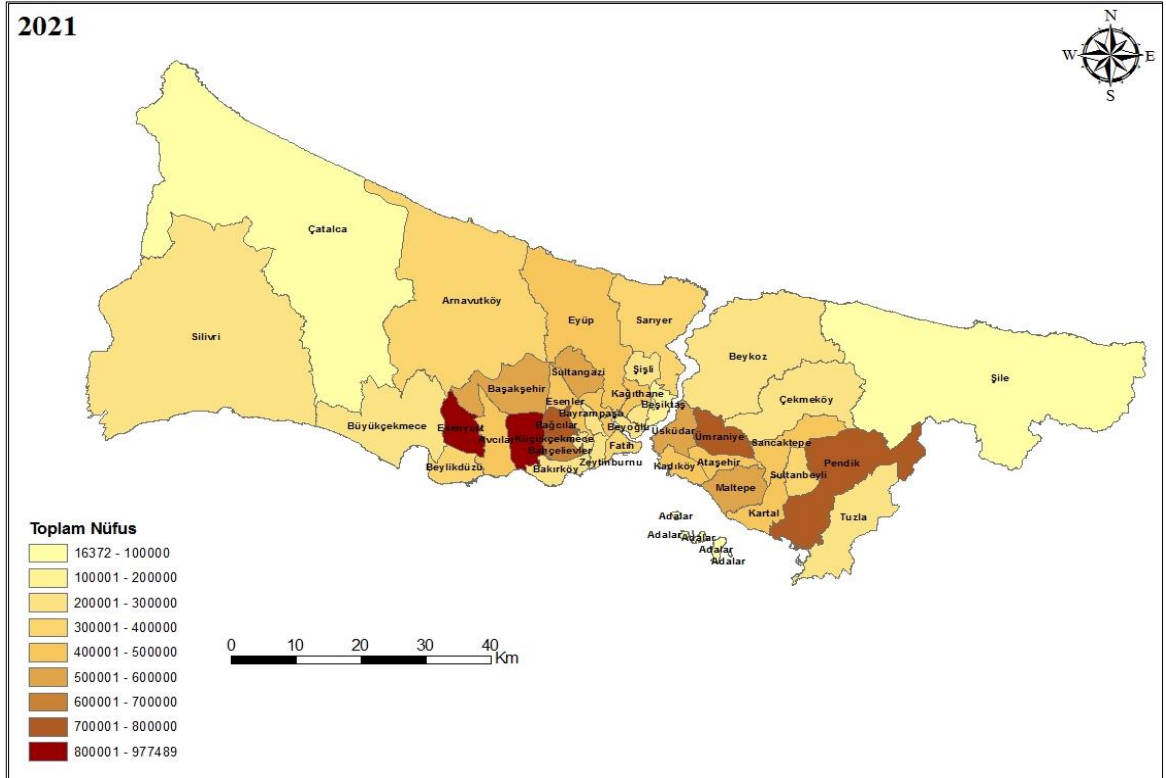 2021
N
W E
S
Çatalca
Silivri
Arnavutköy
Eyüp
Sarıyer
Beykoz
Şile
Çekmeköy
Sultangazi
Şişli
Başakşehir
Kağıthane
Esenler
Beşiktaş
Büyükçekmece
Esenyurt
Avcılar
Bayrampaşa
Bağcılar
Beyoğlu
Küçükçekmece
Bahçelievler
Fatih
Zeytinburnu
Bakırköy
Beylikdüzü
Üsküdar
Ümraniye
Sancaktepe
Kadıköy
Ataşehir
Sultanbeyli
Pendik
Maltepe
Kartal
Tuzla
Adalar
Adalar
Adalar
Adalar
Adalar
Toplam Nüfus
16372 - 100000
100001 - 200000
200001 - 300000
300001 - 400000
400001 - 500000
500001 - 600000
600001 - 700000
700001 - 800000
800001 - 977489
0 10 20 30 40
Km